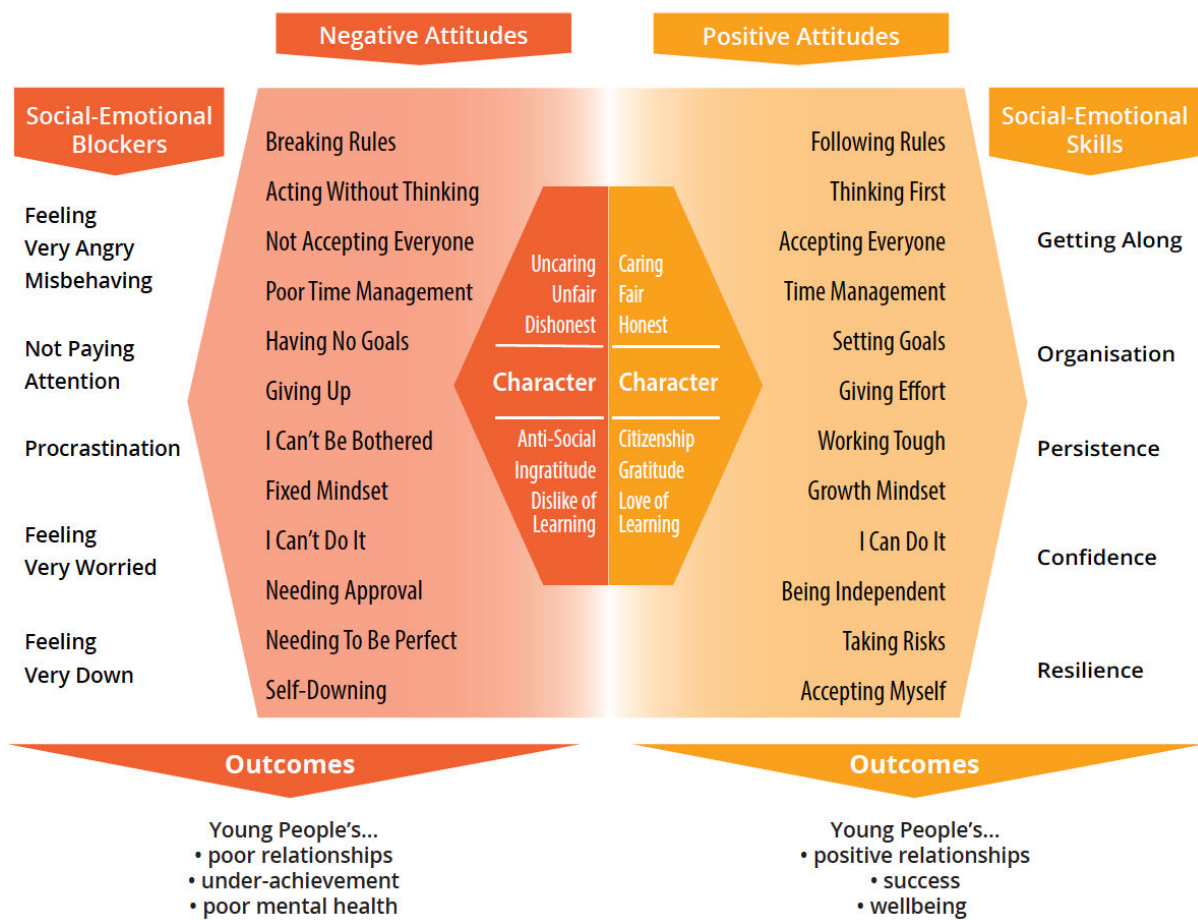 Negative Attitudes
Positive Attitudes
Social-Emotional
Blockers
Feeling
Very Angry
Misbehaving
Not Paying
Attention
Procrastination
Feeling
Very Worried
Feeling
Very Down
Breaking Rules
Acting Without Thinking
Not Accepting Everyone
Poor Time Management
Having No Goals
Giving Up
I Can't Be Bothered
Fixed Mindset
I Can't Do It
Needing Approval
Needing To Be Perfect
Self-Downing
Uncaring
Unfair
Dishonest
Character
Anti-Social
Ingratitude
Dislike of
Learning
Caring
Fair
Honest
Character
Citizenship
Gratitude
Love of
Learning
Following Rules
Thinking First
Accepting Everyone
Time Management
Setting Goals
Giving Effort
Working Tough
Growth Mindset
I Can Do It
Being Independent
Taking Risks
Accepting Myself
Social-Emotional
Skills
Getting Along
Organisation
Persistence
Confidence
Resilience
Outcomes
Young People's...
• poor relationships
• under-achievement
• poor mental health
Outcomes
Young People's...
• positive relationships
• success
• wellbeing